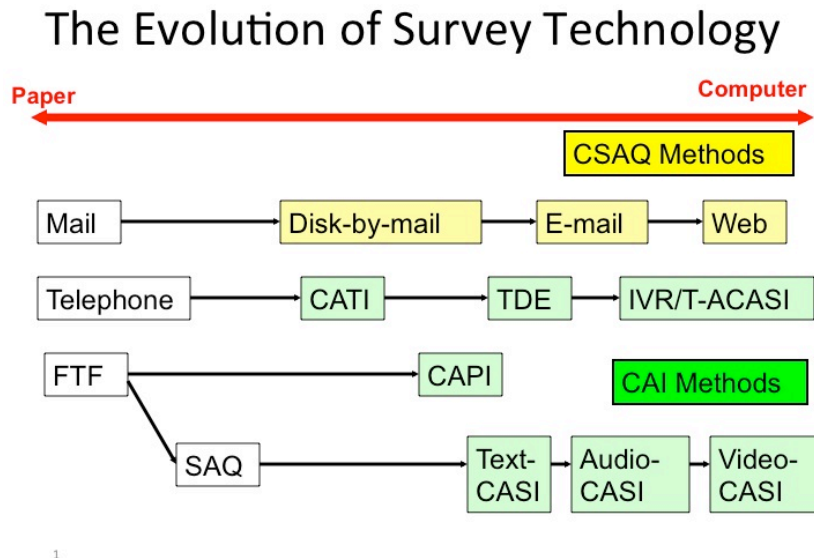 The Evolution of Survey Technology
Paper
Computer
CSAQ Methods
Mail
Disk-by-mail
E-mail
Web
Telephone
CATI
TDE
IVR/T-ACASI
FTF
CAPI
CAI Methods
SAQ
Text-
CASI
Audio-
CASI
Video-
CASI
1